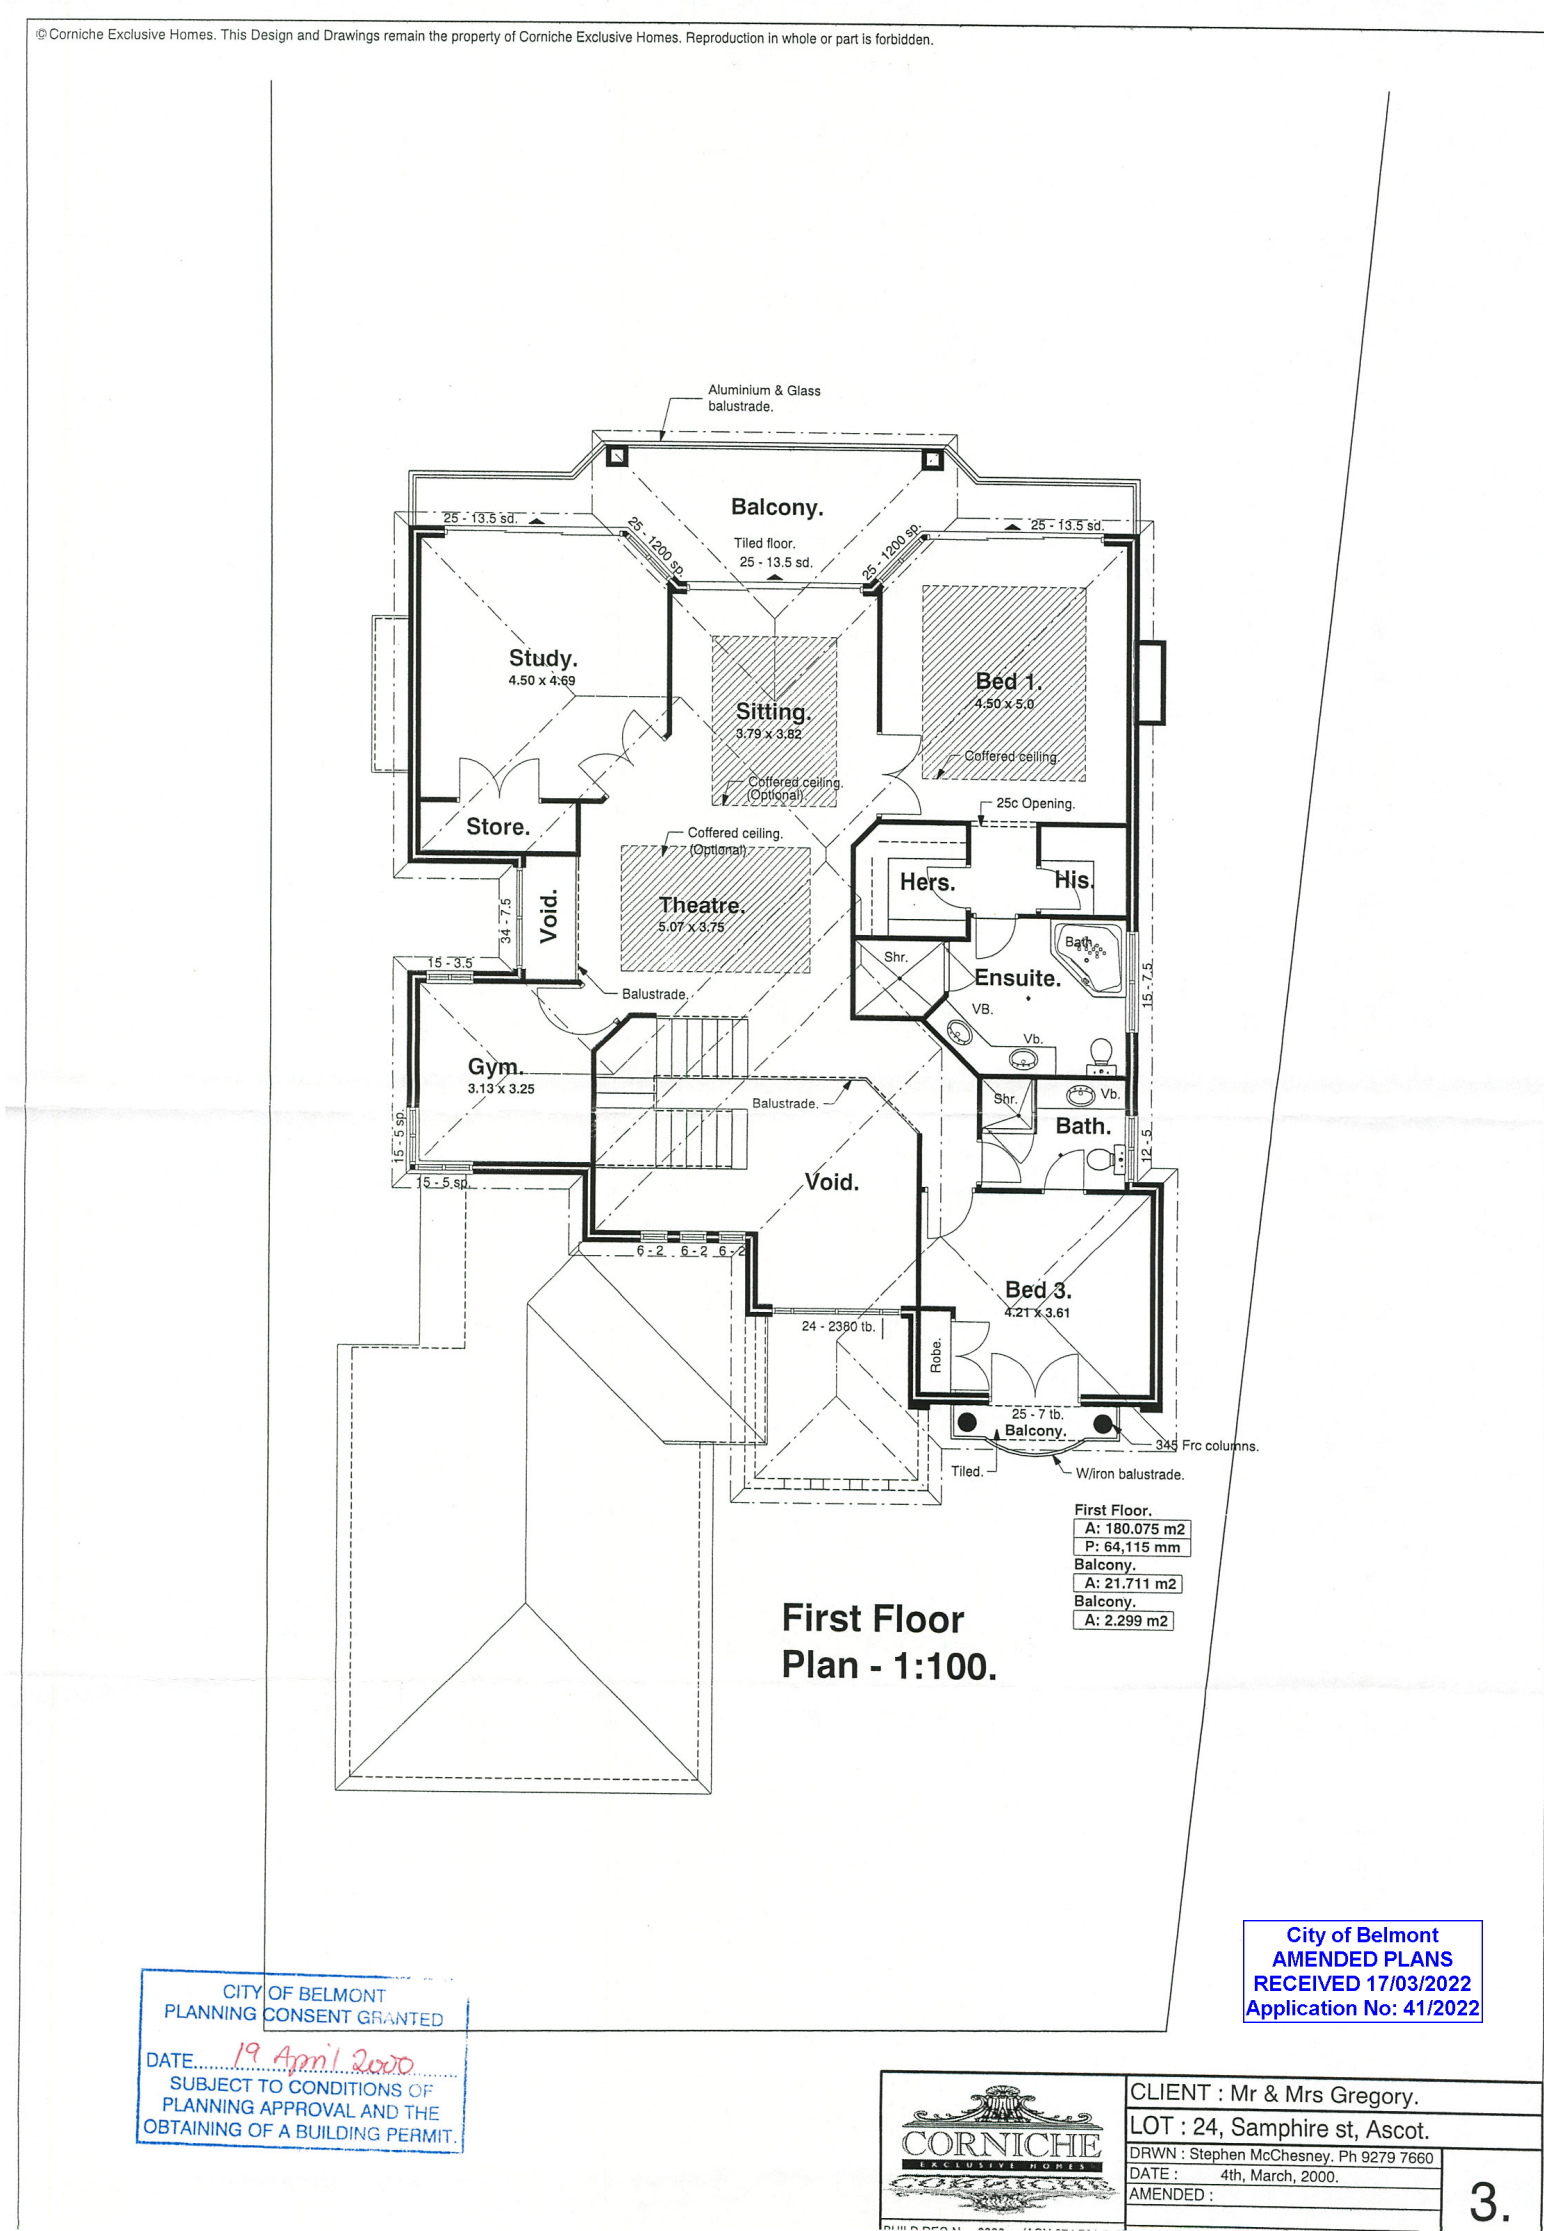 © Corniche Exclusive Homes. This Design and Drawings remain the property of Corniche Exclusive Homes. Reproduction in whole or part is forbidden.
Aluminium & Glass
balustrade.
Balcony.
Tiled floor.
25 - 13.5 sd.
25 - 13.5 sd.
25 - 1200 sp.
25 - 1200 sp.
25 - 13.5 sd.
Study.
4.50 x 4.69
Sitting.
3.79 x 3.82
Coffered ceiling.
(Optional).
Bed 1.
4.50 x 5.0
Coffered ceiling.
25c Opening.
Store.
Coffered ceiling.
(Optional).
Theatre.
5.07 x 3.75
Void.
34 - 7.5
Hers.
His.
Shr.
Bath
Ensuite.
VB.
Vb.
15 - 7.5
15 - 3.5
Balustrade.
Gym.
3.13 x 3.25
15 - 5 sp.
15 - 5 sp.
Balustrade.
Shr.
Vb.
Bath.
12 - 5
Void.
6 - 2
6 - 2
6 - 2
24 - 2380 tb.
Bed 3.
4.21 x 3.61
Robe.
25 - 7 tb.
Balcony.
345 Frc columns.
Tiled.
W/iron balustrade.
First Floor.
A: 180.075 m2
P: 64,115 mm
Balcony.
A: 21.711 m2
Balcony.
A: 2.299 m2
First Floor
Plan - 1:100.
City of Belmont
AMENDED PLANS
RECEIVED 17/03/2022
Application No: 41/2022
CITY OF BELMONT
PLANNING CONSENT GRANTED
DATE 19 April 2000
SUBJECT TO CONDITIONS OF
PLANNING APPROVAL AND THE
OBTAINING OF A BUILDING PERMIT.
CORNICHE
EXCLUSIVE HOMES
CLIENT : Mr & Mrs Gregory.
LOT : 24, Samphire st, Ascot.
DRWN : Stephen McChesney. Ph 9279 7660
DATE : 4th, March, 2000.
AMENDED :
3.